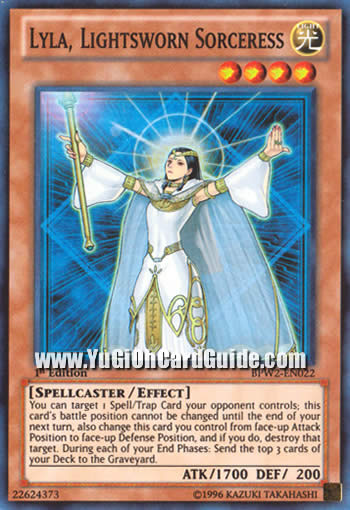 LYLA, LIGHTSWORN SORCERESS
LIGHT
光
www.YuGiOhCardGuide.com
1st Edition
BPW2-EN022
[SPELLCASTER / EFFECT]
You can target 1 Spell/Trap Card your opponent controls; this
card's battle position cannot be changed until the end of your
next turn, also change this card you control from face-up Attack
Position to face-up Defense Position, and if you do, destroy that
target. During each of your End Phases: Send the top 3 cards of
your Deck to the Graveyard.
ATK/1700 DEF/ 200
22624373
©1996 KAZUKI TAKAHASHI